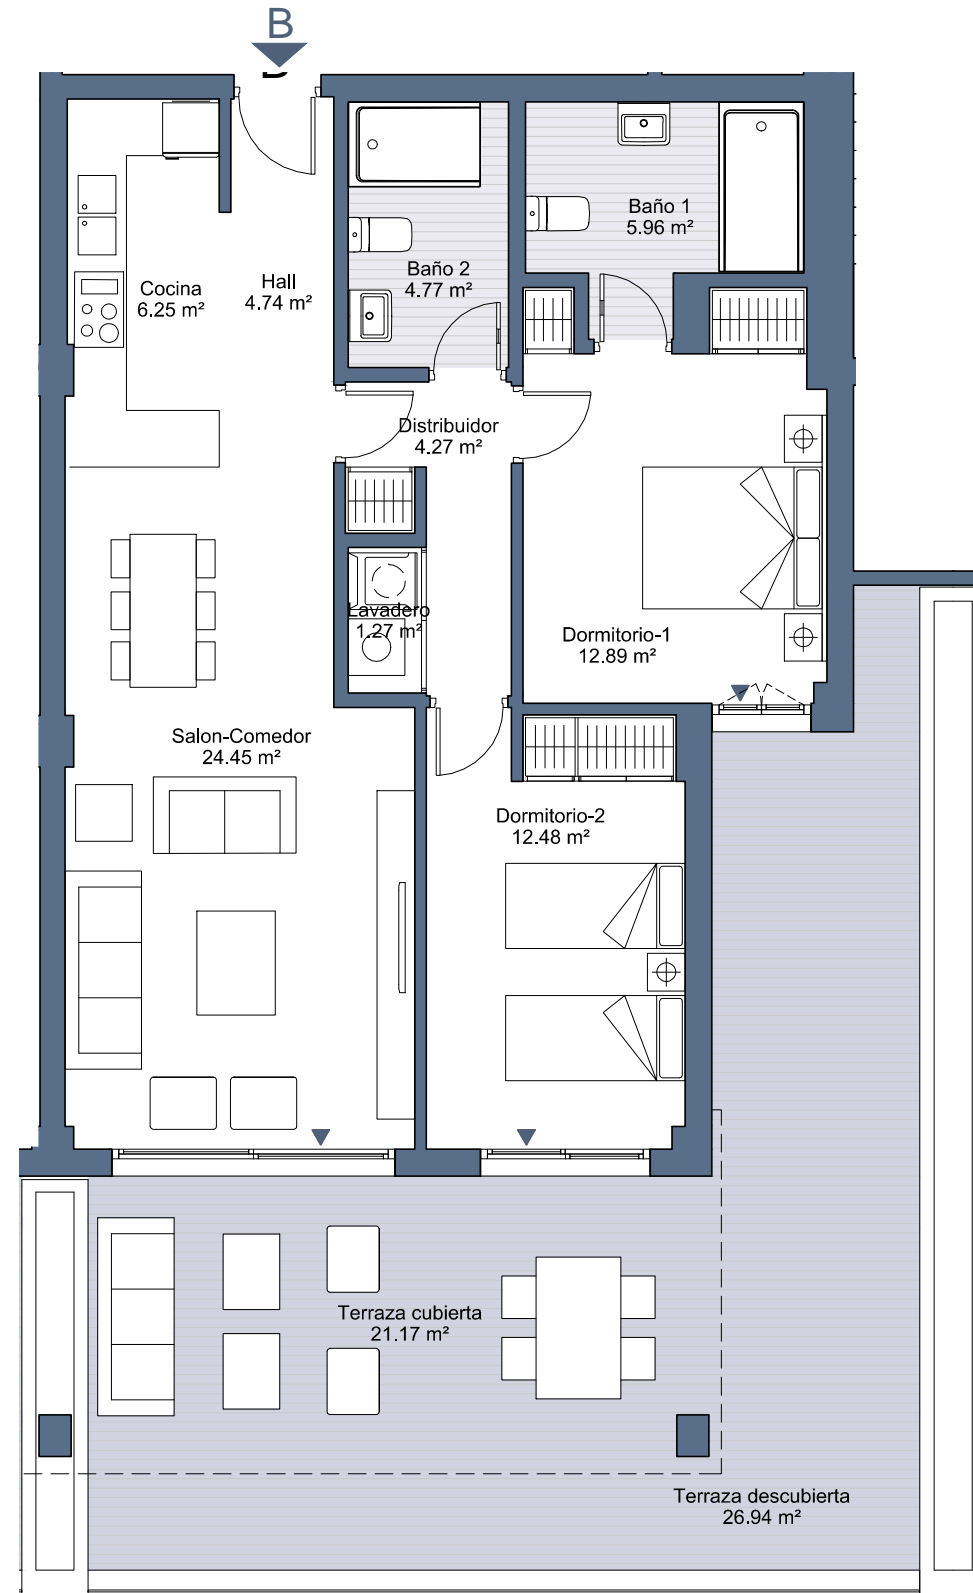 B
Baño 1
5.96 m²
Baño 2
4.77 m²
Hall
4.74 m²
Cocina
6.25 m²
Distribuidor
4.27 m²
Lavadero
1.27 m²
Dormitorio-1
12.89 m²
Salon-Comedor
24.45 m²
Dormitorio-2
12.48 m²
Terraza cubierta
21.17 m²
Terraza descubierta
26.94 m²